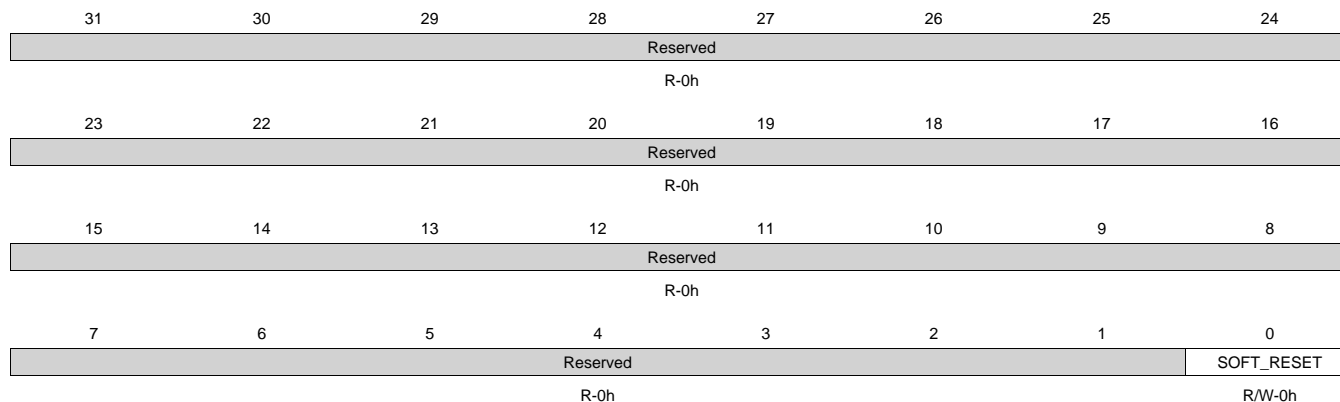 31 30 29 28 27 26 25 24
Reserved
R-0h
23 22 21 20 19 18 17 16
Reserved
R-0h
15 14 13 12 11 10 9 8
Reserved
R-0h
7 6 5 4 3 2 1 0
Reserved SOFT_RESET
R-0h R/W-0h